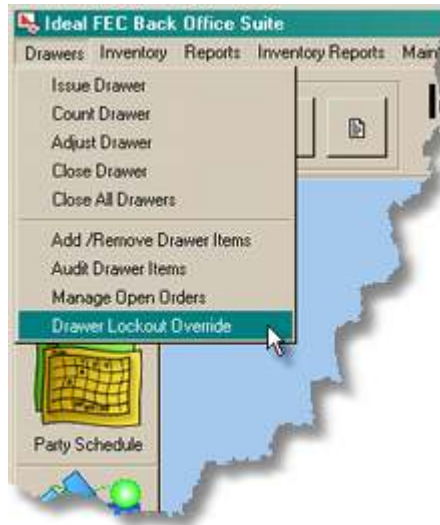 Ideal FEC Back Office Suite
Drawers Inventory Reports Inventory Reports Main
Issue Drawer
Count Drawer
Adjust Drawer
Close Drawer
Close All Drawers
Add /Remove Drawer Items
Audit Drawer Items
Manage Open Orders
Drawer Lockout Override
Party Schedule